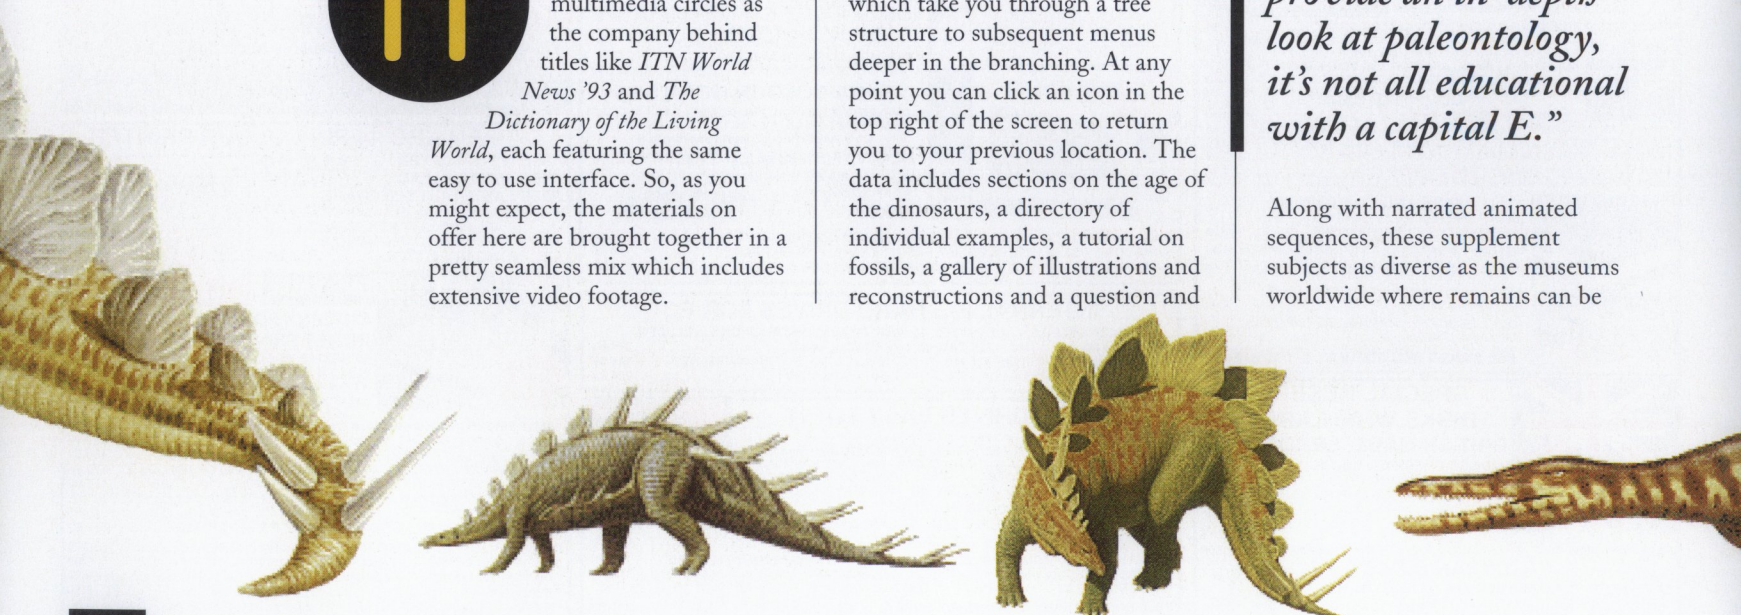 multimedia circles as
the company behind
titles like ITN World
News '93 and The
Dictionary of the Living
World, each featuring the same
easy to use interface. So, as you
might expect, the materials on
offer here are brought together in a
pretty seamless mix which includes
extensive video footage.
which take you through a tree
structure to subsequent menus
deeper in the branching. At any
point you can click an icon in the
top right of the screen to return
you to your previous location. The
data includes sections on the age of
the dinosaurs, a directory of
individual examples, a tutorial on
fossils, a gallery of illustrations and
reconstructions and a question and
provide an in-depth
look at paleontology,
it's not all educational
with a capital E.”
Along with narrated animated
sequences, these supplement
subjects as diverse as the museums
worldwide where remains can be